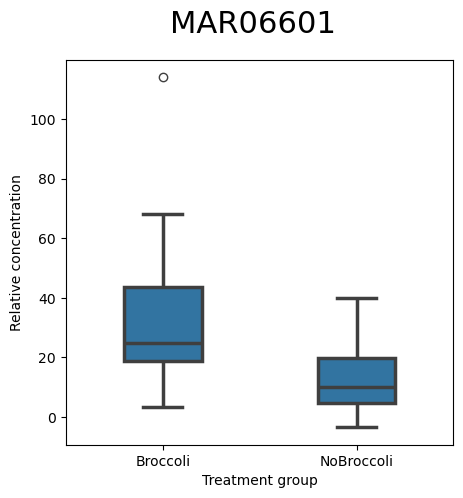 MAR06601
Relative concentration
100
80
60
40
20
0
Broccoli
NoBroccoli
Treatment group